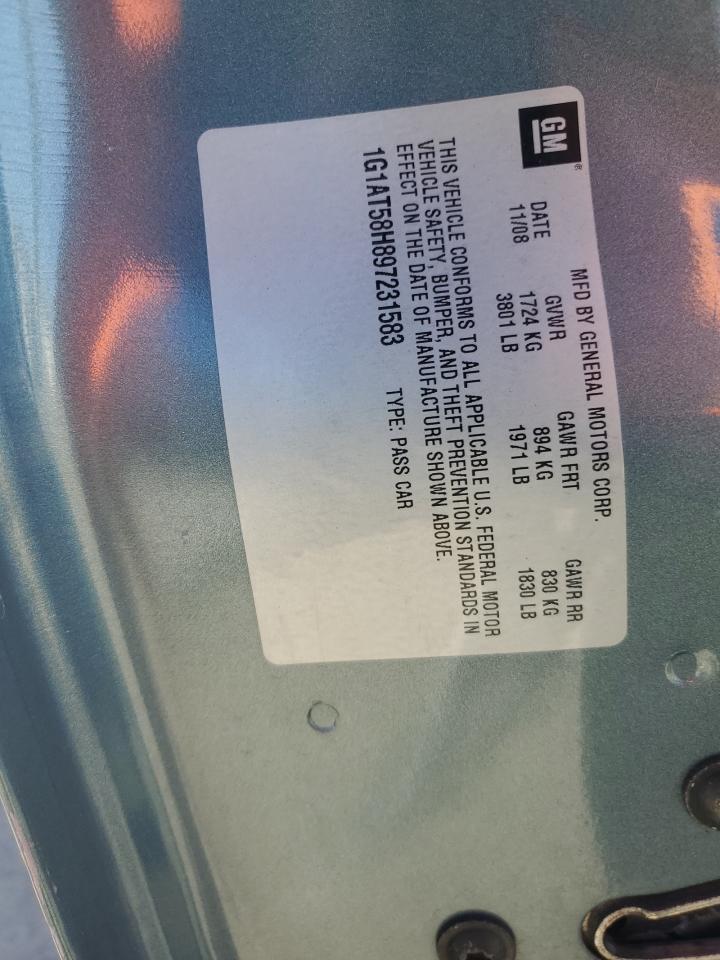 GM
MFD BY GENERAL MOTORS CORP.
DATE GVWR GAWR FRT GAWR RR
11/08 1724 KG 894 KG 830 KG
3801 LB 1971 LB 1830 LB
THIS VEHICLE CONFORMS TO ALL APPLICABLE U.S. FEDERAL MOTOR
VEHICLE SAFETY, BUMPER, AND THEFT PREVENTION STANDARDS IN
EFFECT ON THE DATE OF MANUFACTURE SHOWN ABOVE.
1G1AT58H897231583 TYPE: PASS CAR